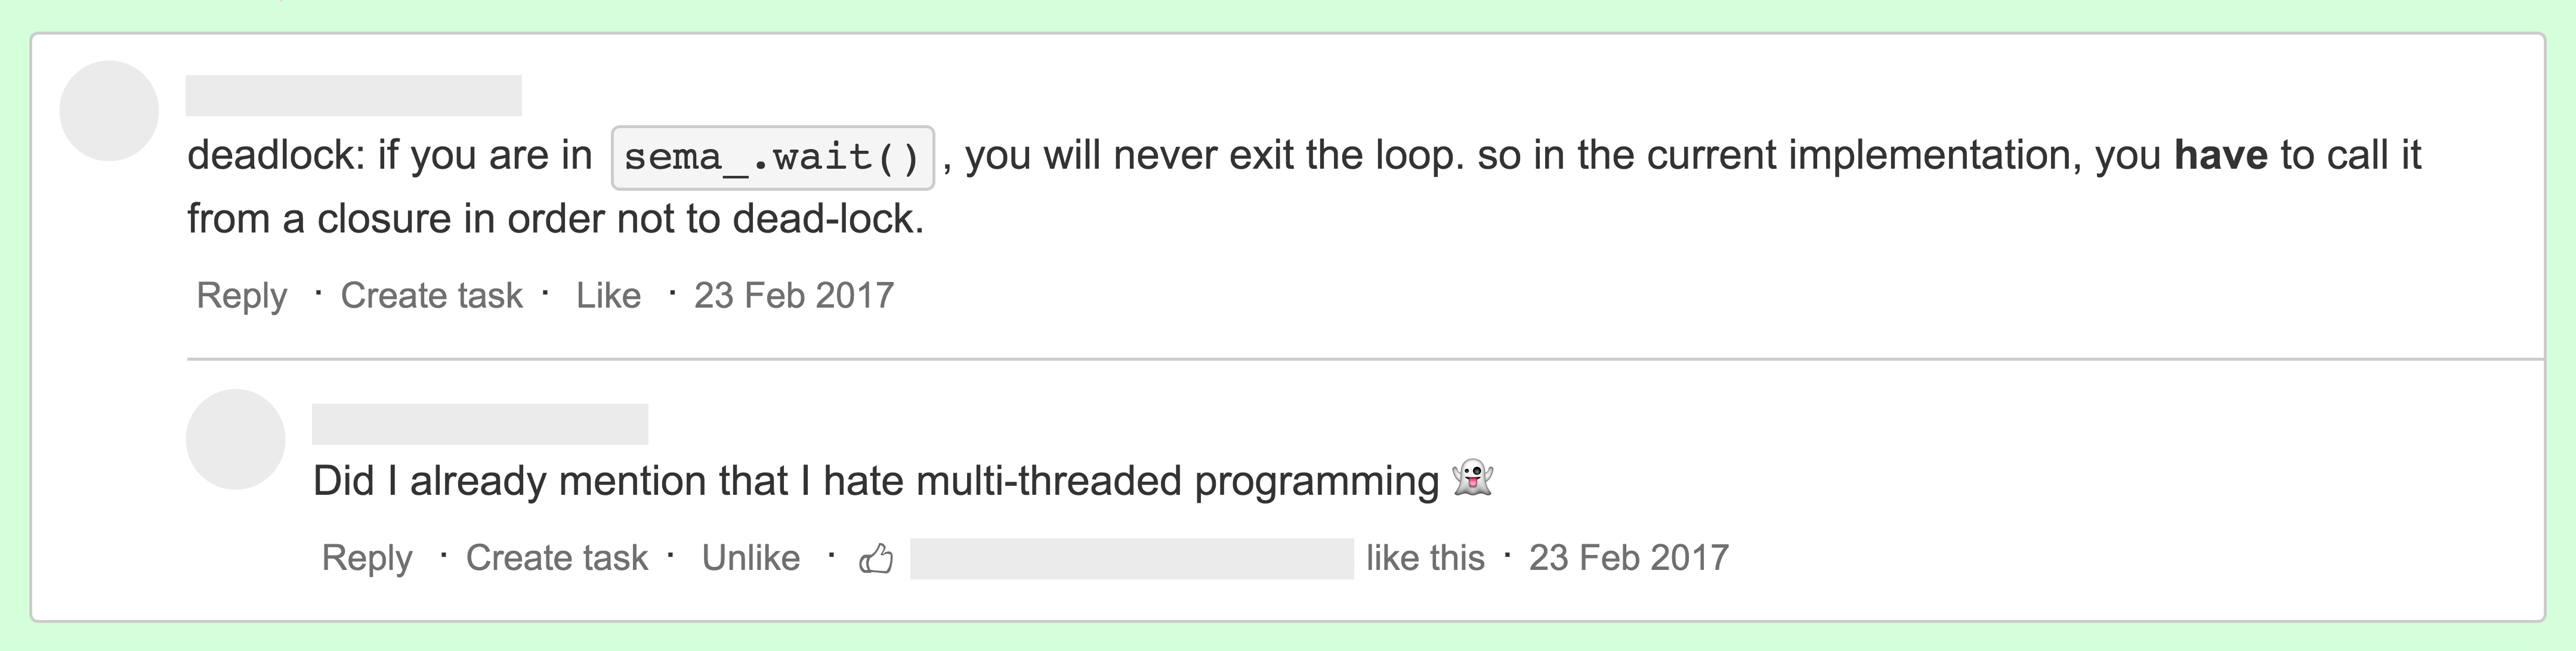 deadlock: if you are in sema_.wait() , you will never exit the loop. so in the current implementation, you have to call it
from a closure in order not to dead-lock.
Reply · Create task · Like · 23 Feb 2017
Did I already mention that I hate multi-threaded programming 👻
Reply · Create task · Unlike · like this · 23 Feb 2017